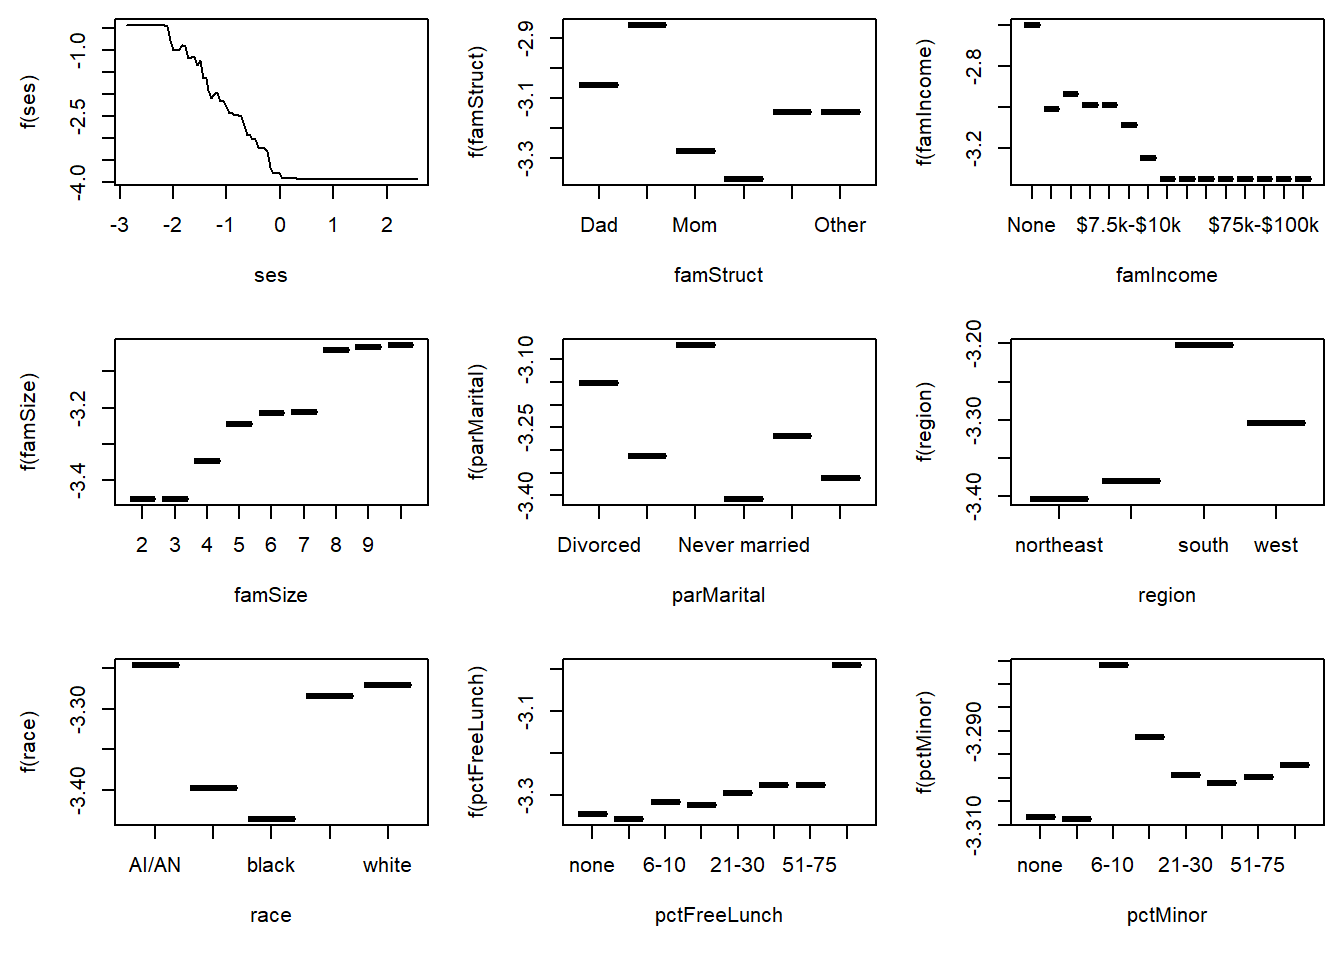 f(ses)
-1.0
-2.5
-4.0
-3 -2 -1 0 1 2
ses
f(famStruct)
-2.9
-3.1
-3.3
Dad Mom Other
famStruct
f(famIncome)
-2.8
-3.2
None $7.5k-$10k $75k-$100k
famIncome
f(famSize)
-3.2
-3.4
2 3 4 5 6 7 8 9
famSize
f(parMarital)
-3.10
-3.25
-3.40
Divorced Never married
parMarital
f(region)
-3.20
-3.30
-3.40
northeast south west
region
f(race)
-3.30
-3.40
AI/AN black white
race
f(pctFreeLunch)
-3.1
-3.3
none 6-10 21-30 51-75
pctFreeLunch
f(pctMinor)
-3.290
-3.310
none 6-10 21-30 51-75
pctMinor